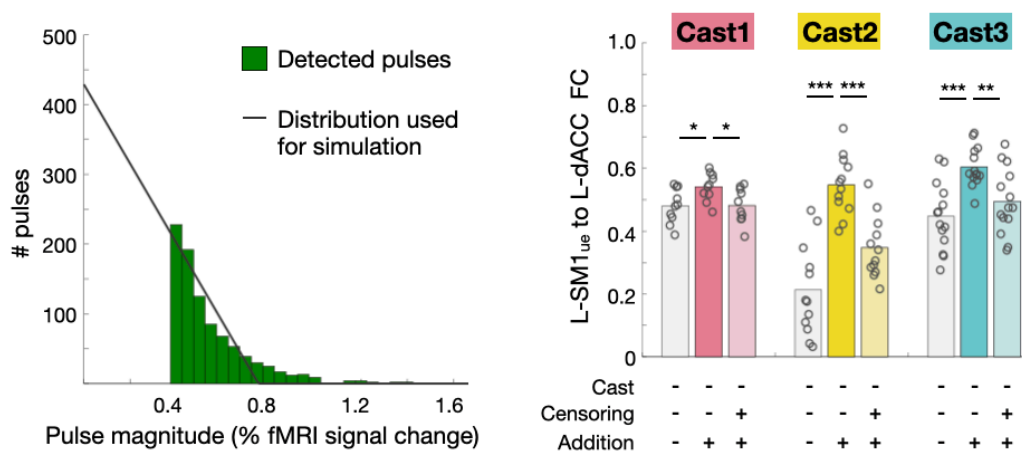 500
400
300
200
100
0
# pulses
Detected pulses
Distribution used
for simulation
0.4
0.8
1.2
1.6
Pulse magnitude (% fMRI signal change)
Cast1
Cast2
Cast3
1.0
0.8
0.6
0.4
0.2
0
L-SM1ue to L-dACC FC
* *
*** ***
*** **
Cast - - - - - - - - -
Censoring - - + - - + - - +
Addition - + + - + + - + +